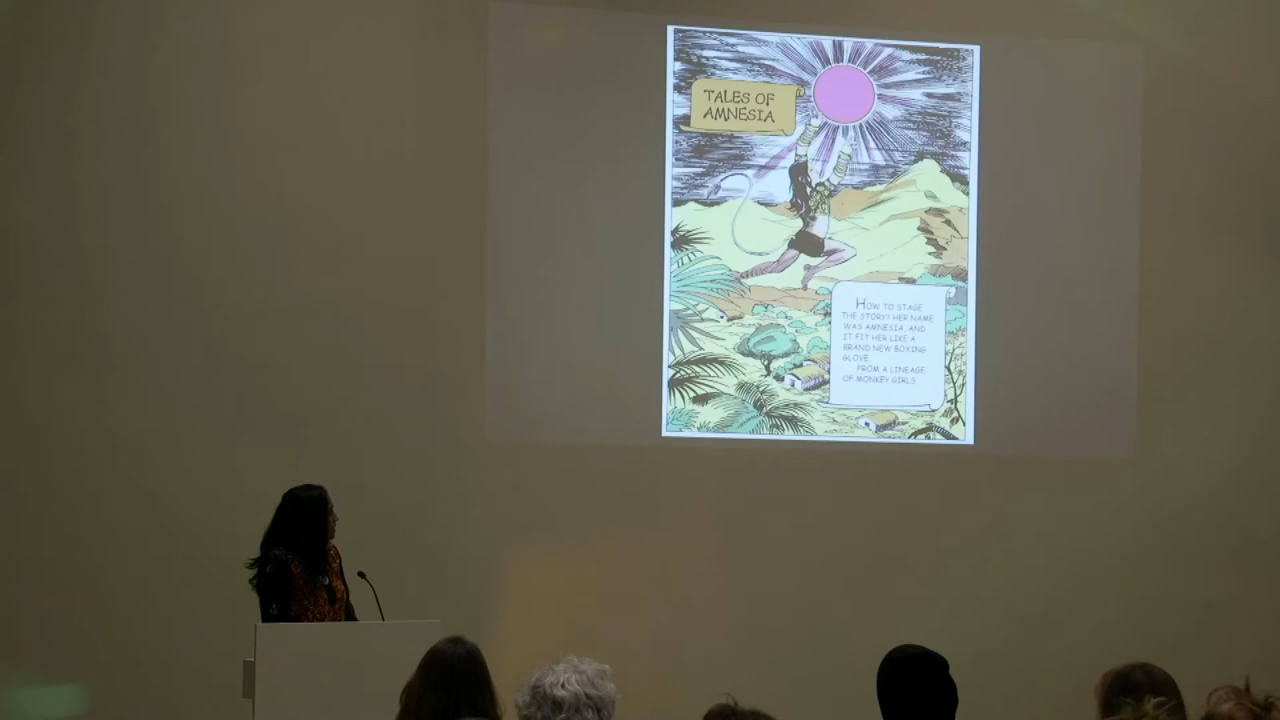 TALES OF
AMNESIA
HOW TO STAGE
THE STORY? HER NAME
WAS AMNESIA, AND
IT FIT HER LIKE A
BRAND NEW BOXING
GLOVE.
FROM A LINEAGE
OF MONKEY GIRLS.